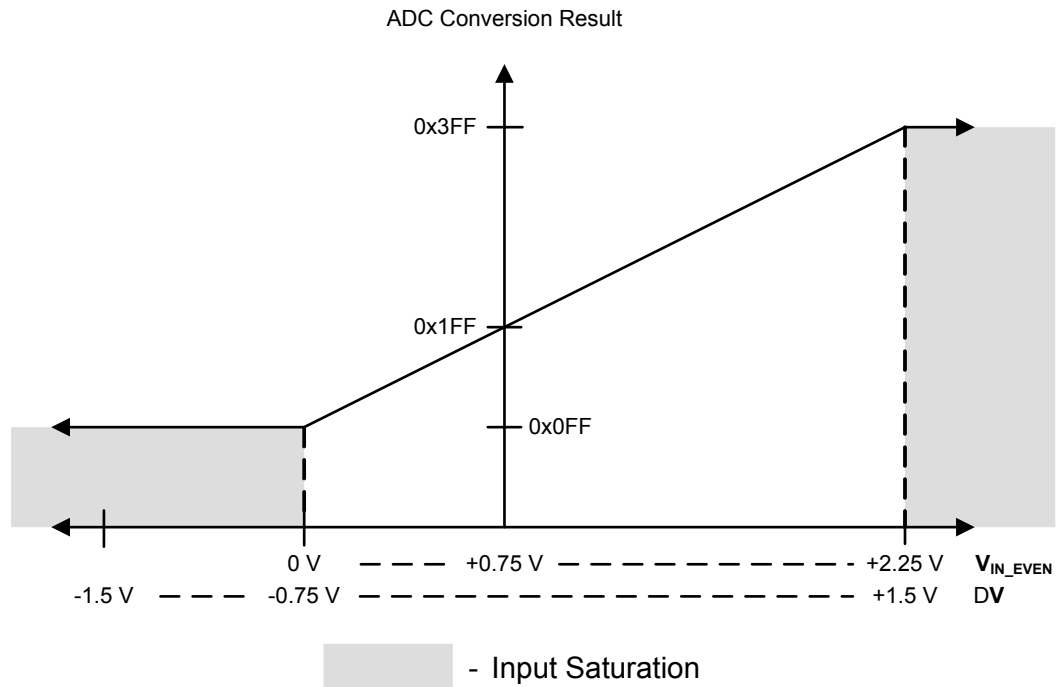 ADC Conversion Result
0x3FF
0x1FF
0x0FF
0 V +0.75 V +2.25 V VIN_EVEN
-1.5 V -0.75 V +1.5 V DV
- Input Saturation